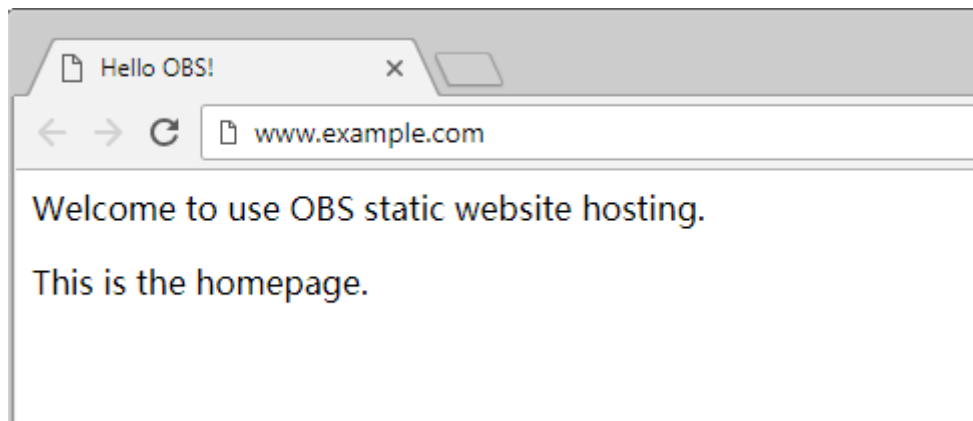 Hello OBS!
www.example.com
Welcome to use OBS static website hosting.
This is the homepage.